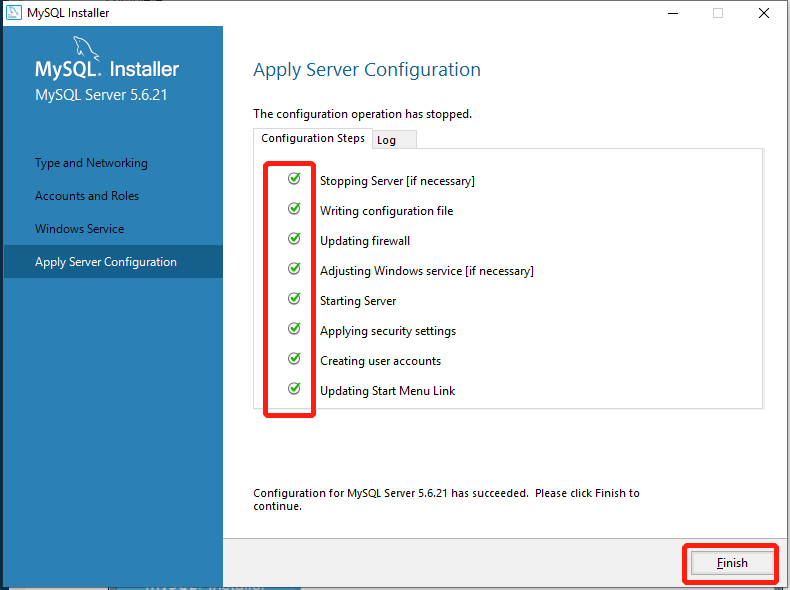 MySQL Installer
MySQL. Installer
MySQL Server 5.6.21
Type and Networking
Accounts and Roles
Windows Service
Apply Server Configuration
Apply Server Configuration
The configuration operation has stopped.
Configuration Steps Log
Stopping Server [if necessary]
Writing configuration file
Updating firewall
Adjusting Windows service [if necessary]
Starting Server
Applying security settings
Creating user accounts
Updating Start Menu Link
Configuration for MySQL Server 5.6.21 has succeeded. Please click Finish to
continue.
Finish